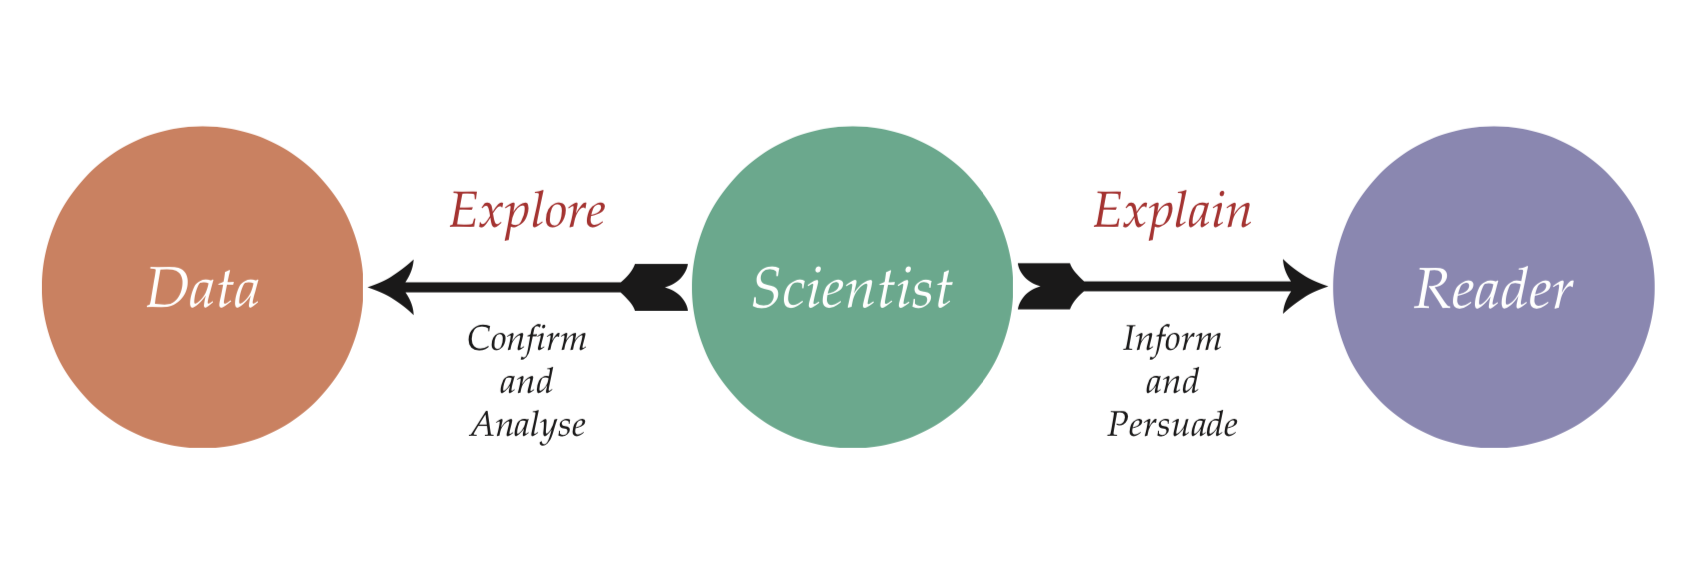 Data
Explore
Confirm
and
Analyse
Scientist
Explain
Inform
and
Persuade
Reader